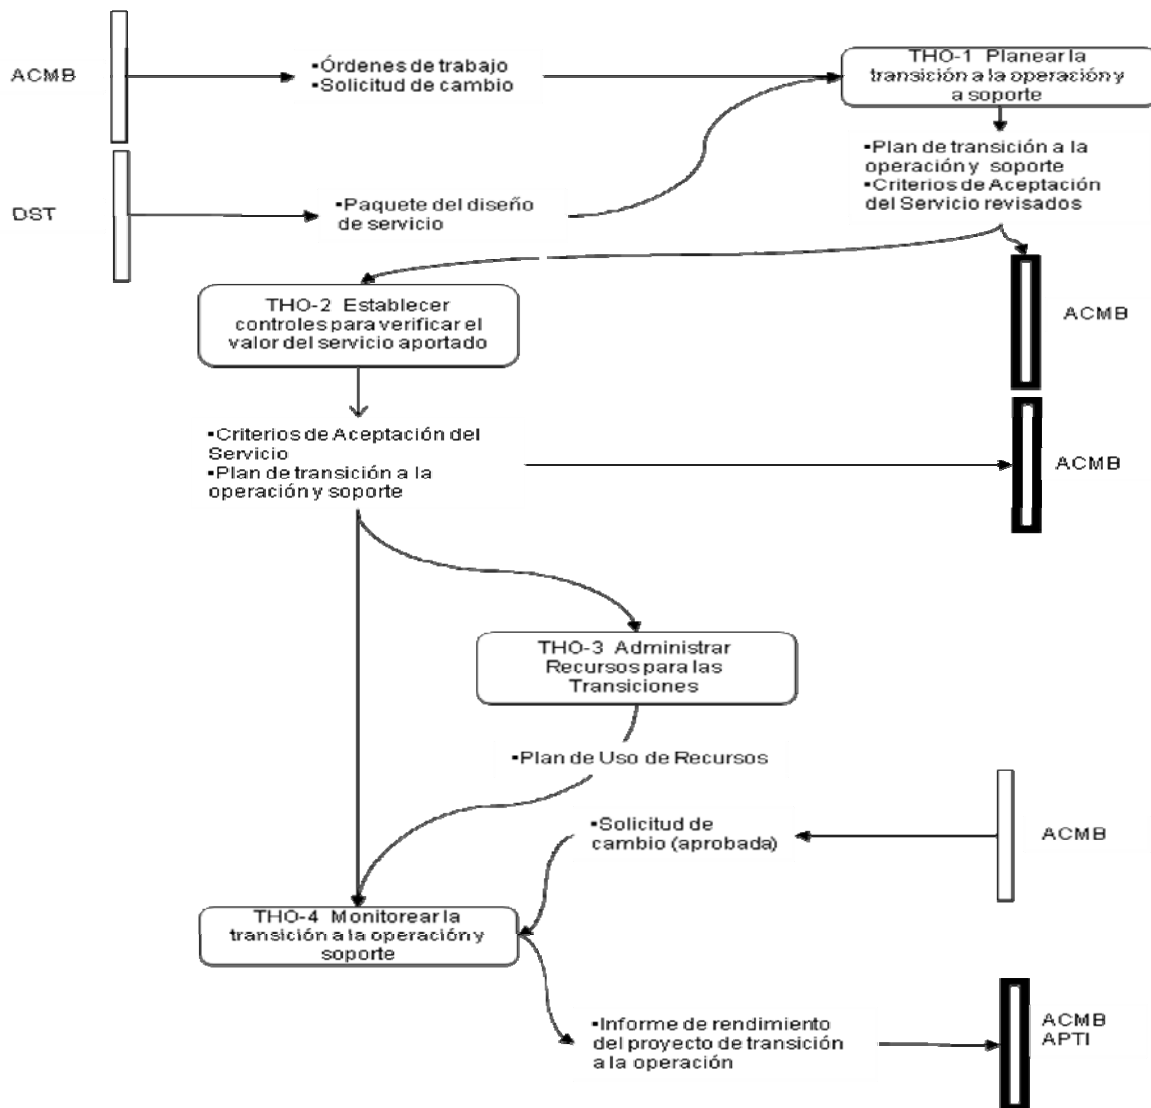 ACMB
▪Órdenes de trabajo
▪Solicitud de cambio
THO-1 Planear la
transición a la operación y
a soporte
▪Plan de transición a la
operación y soporte
▪Criterios de Aceptación
del Servicio revisados
DST
▪Paquete del diseño
de servicio
THO-2 Establecer
controles para verificar el
valor del servicio aportado
ACMB
▪Criterios de Aceptación del
Servicio
▪Plan de transición a la
operación y soporte
ACMB
THO-3 Administrar
Recursos para las
Transiciones
▪Plan de Uso de Recursos
▪Solicitud de
cambio (aprobada)
ACMB
THO-4 Monitorear la
transición a la operación y
soporte
▪Informe de rendimiento
del proyecto de transición
a la operación
ACMB
APTI